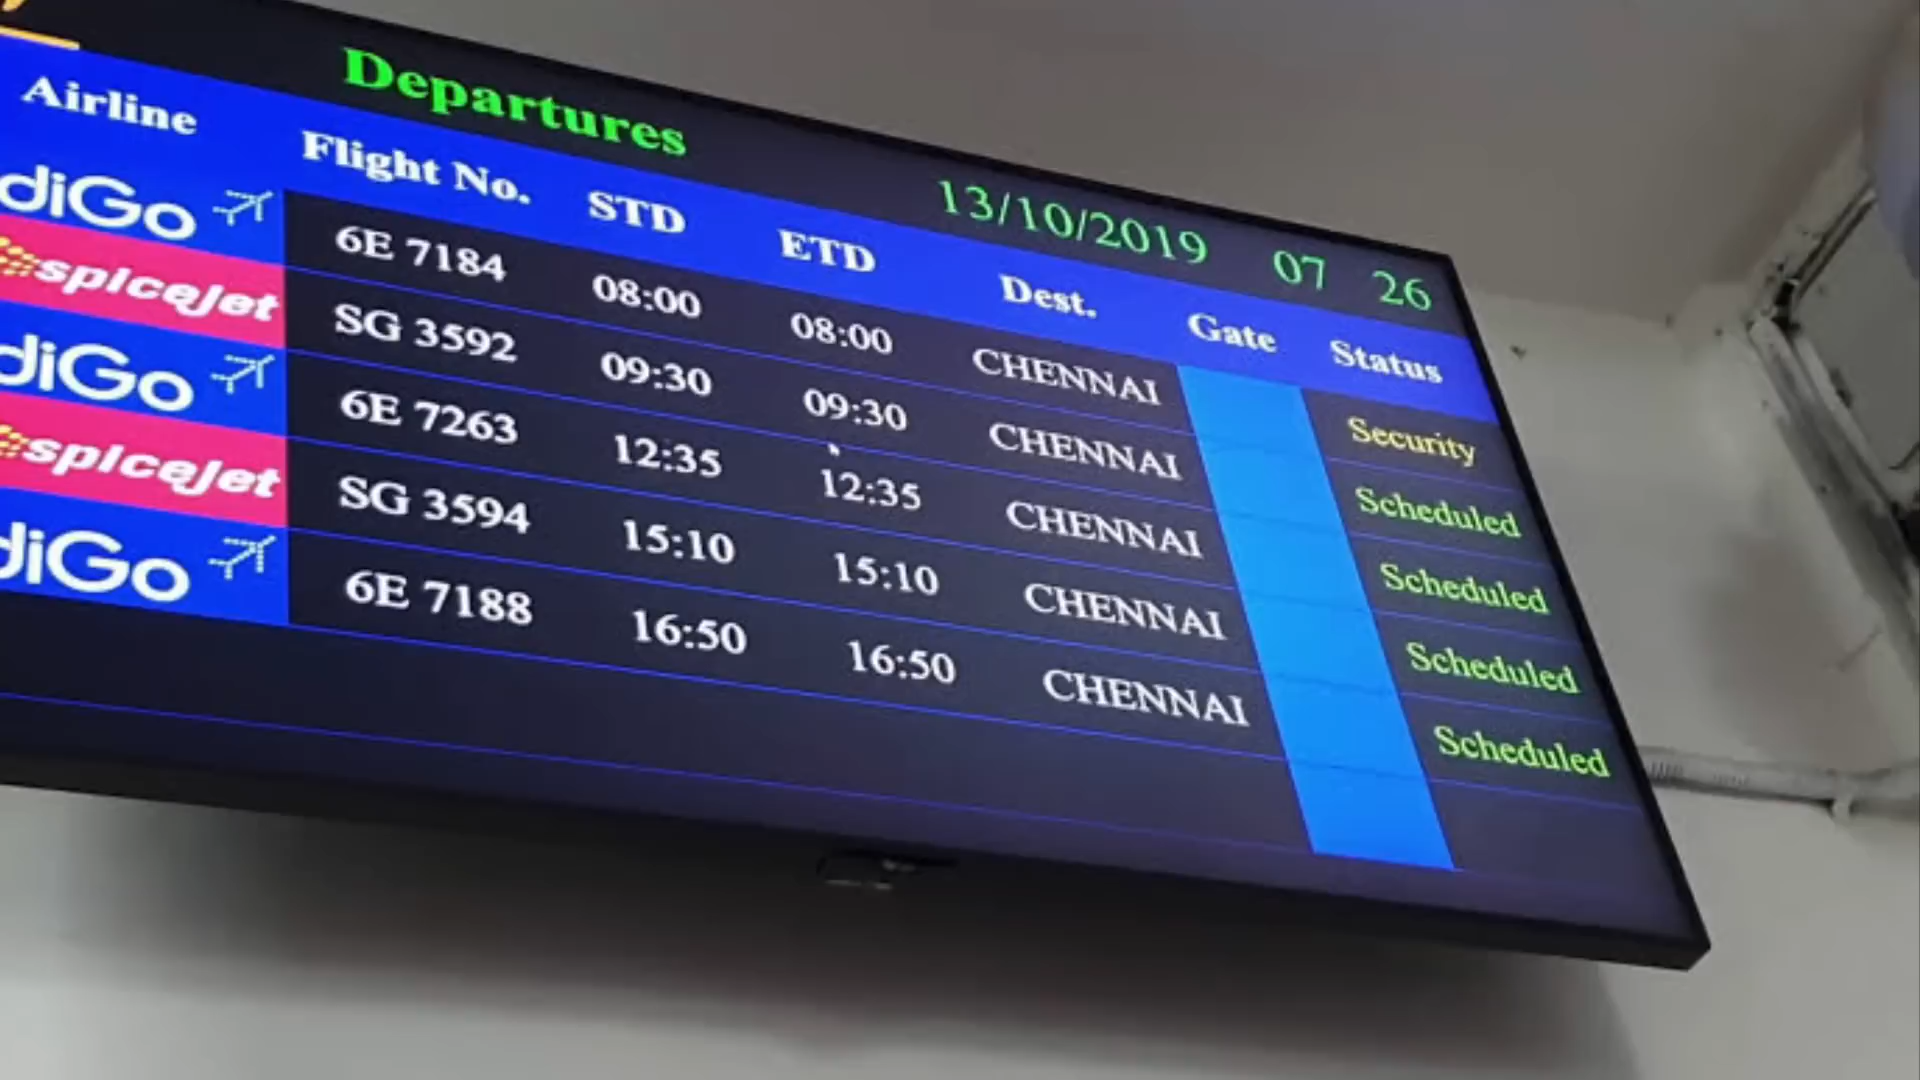 Departures 13/10/2019 07 26
Airline Flight No. STD ETD Dest. Gate Status
diGo 6E 7184 08:00 08:00 CHENNAI Security
spicejet SG 3592 09:30 09:30 CHENNAI Scheduled
diGo 6E 7263 12:35 12:35 CHENNAI Scheduled
spicejet SG 3594 15:10 15:10 CHENNAI Scheduled
diGo 6E 7188 16:50 16:50 CHENNAI Scheduled